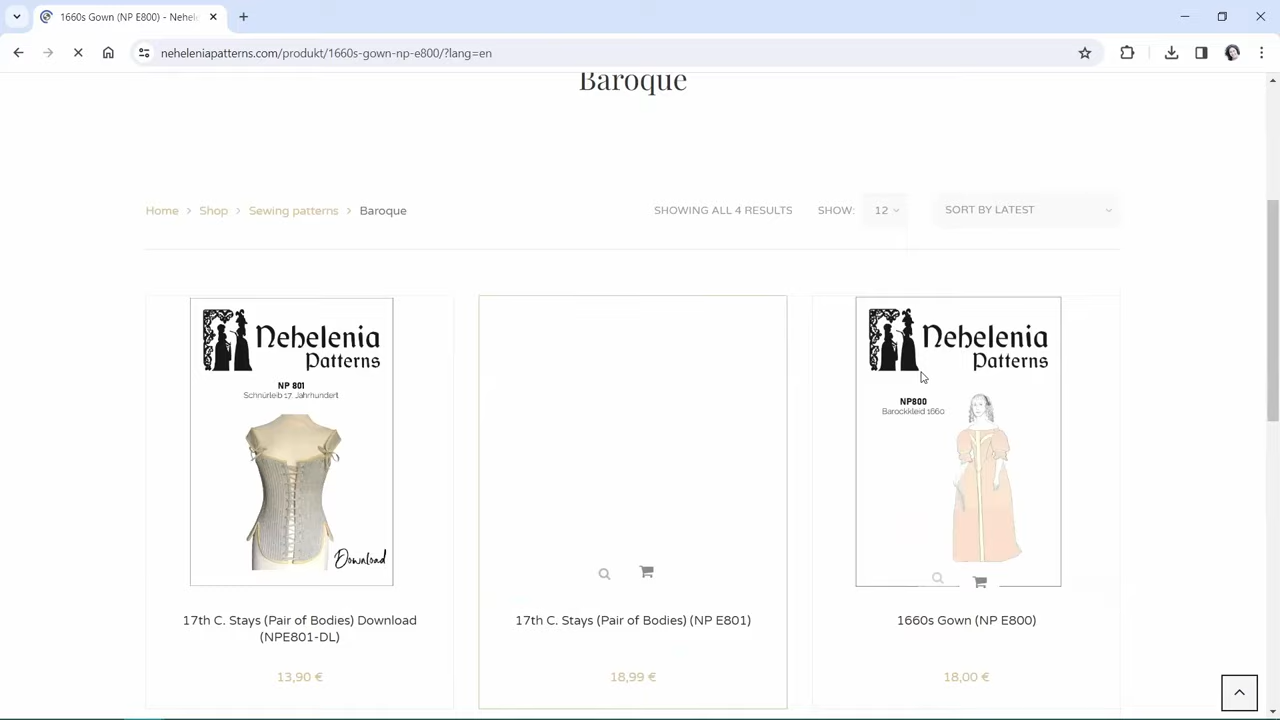 1660s Gown (NP E800) - Nehe
neheleniapatterns.com/produkt/1660s-gown-np-e800/?lang=en
Baroque
Home > Shop > Sewing patterns > Baroque
SHOWING ALL 4 RESULTS
SHOW:
12
SORT BY LATEST
Nehelenia
Patterns
NP 801
Schnürleib 17. Jahrhundert
Download
Nehelenia
Patterns
NP800
Barockkleid 1660
17th C. Stays (Pair of Bodies) Download
(NPE801-DL)
13,90 €
17th C. Stays (Pair of Bodies) (NP E801)
18,99 €
1660s Gown (NP E800)
18,00 €